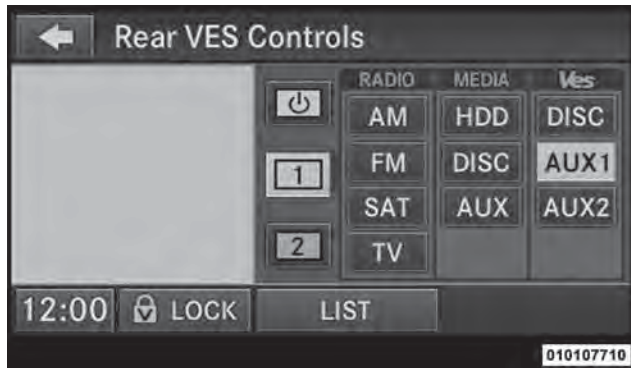 Rear VES Controls
RADIO MEDIA Ves
AM HDD DISC
1 FM DISC AUX1
SAT AUX AUX2
2 TV
12:00 LOCK LIST
010107710